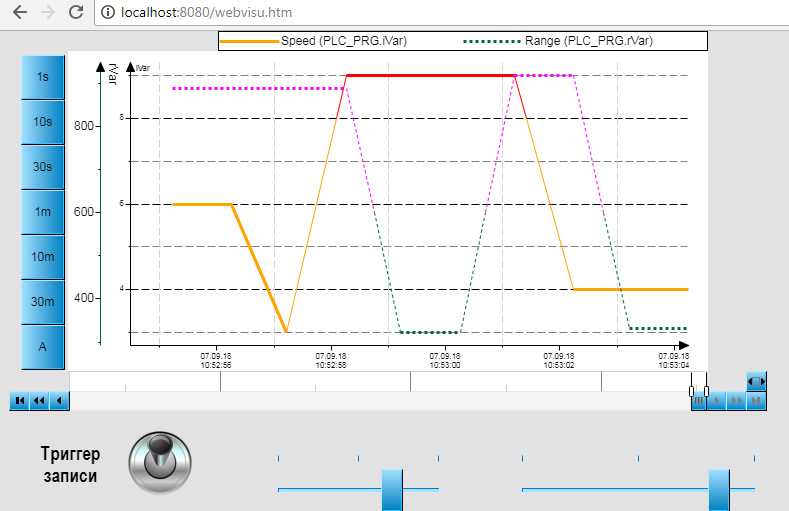 localhost:8080/webvisu.htm
Speed (PLC_PRG.iVar)
Range (PLC_PRG.rVar)
rVar
iVar
1s
10s
30s
1m
10m
30m
A
800
600
400
8
6
4
07.09.18
10:52:56
07.09.18
10:52:58
07.09.18
10:53:00
07.09.18
10:53:02
07.09.18
10:53:04
Триггер
записи